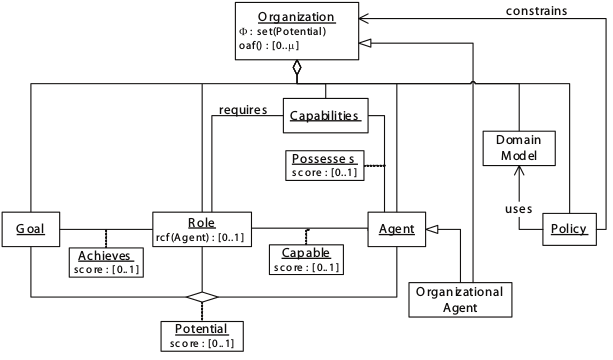 Organization
Φ : set(Potential)
oaf() : [0..μ]
constrains
requires
Capabilities
Possesses
score : [0..1]
Domain
Model
uses
Goal
Role
rcf(Agent) : [0..1]
Agent
Policy
Achieves
score : [0..1]
Capable
score : [0..1]
Organizational
Agent
Potential
score : [0..1]